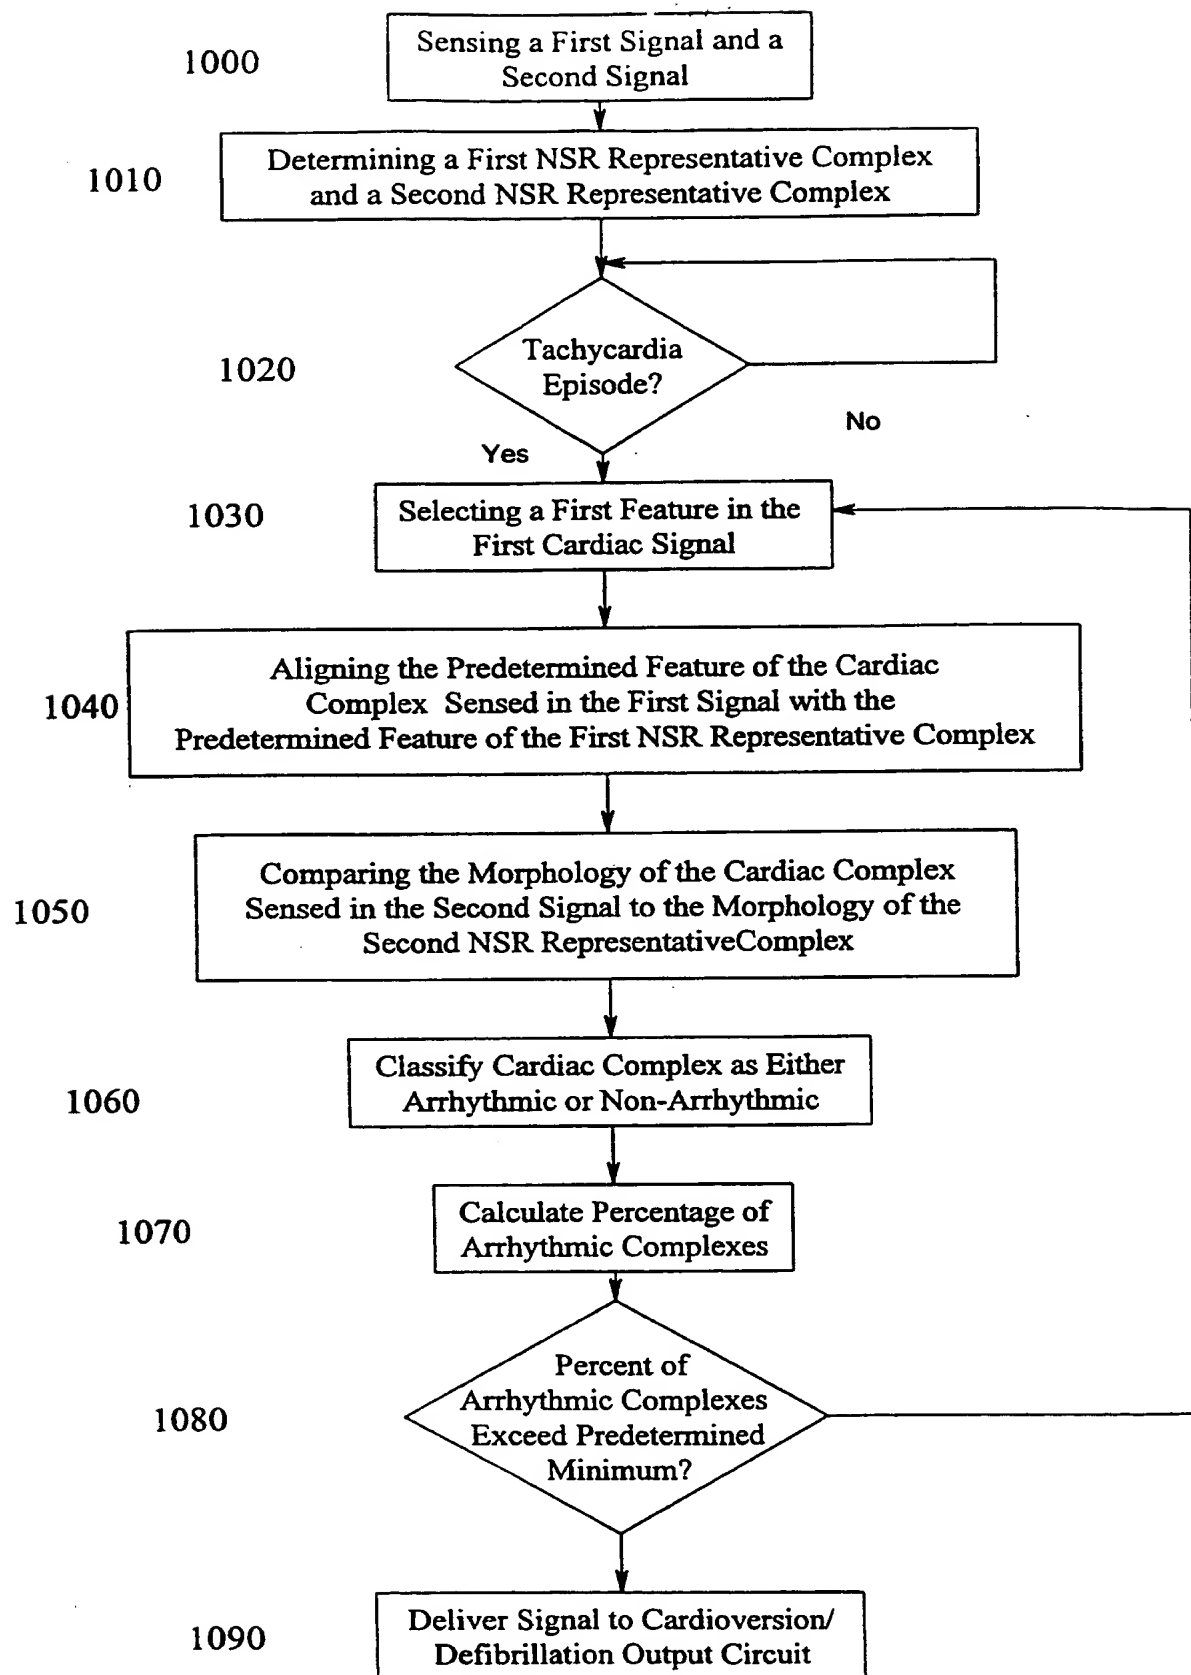 1000
Sensing a First Signal and a
Second Signal
1010
Determining a First NSR Representative Complex
and a Second NSR Representative Complex
1020
Tachycardia
Episode?
No
Yes
1030
Selecting a First Feature in the
First Cardiac Signal
1040
Aligning the Predetermined Feature of the Cardiac
Complex Sensed in the First Signal with the
Predetermined Feature of the First NSR Representative Complex
1050
Comparing the Morphology of the Cardiac Complex
Sensed in the Second Signal to the Morphology of the
Second NSR RepresentativeComplex
1060
Classify Cardiac Complex as Either
Arrhythmic or Non-Arrhythmic
1070
Calculate Percentage of
Arrhythmic Complexes
1080
Percent of
Arrhythmic Complexes
Exceed Predetermined
Minimum?
1090
Deliver Signal to Cardioversion/
Defibrillation Output Circuit